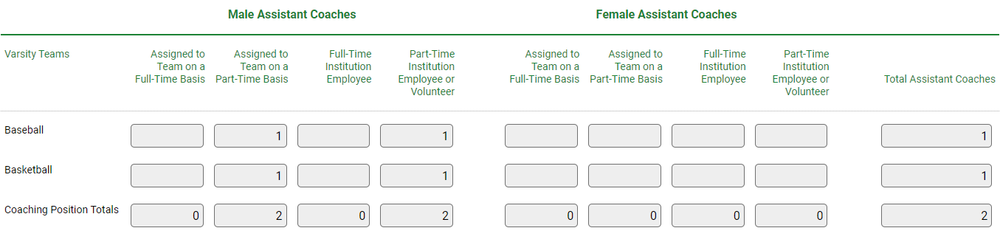 Male Assistant Coaches Female Assistant Coaches
Varsity Teams Assigned to Team on a Full-Time Basis Assigned to Team on a Part-Time Basis Full-Time Institution Employee Part-Time Institution Employee or Volunteer Assigned to Team on a Full-Time Basis Assigned to Team on a Part-Time Basis Full-Time Institution Employee Part-Time Institution Employee or Volunteer Total Assistant Coaches
Baseball 1 1 1
Basketball 1 1 1
Coaching Position Totals 0 2 0 2 0 0 0 0 2